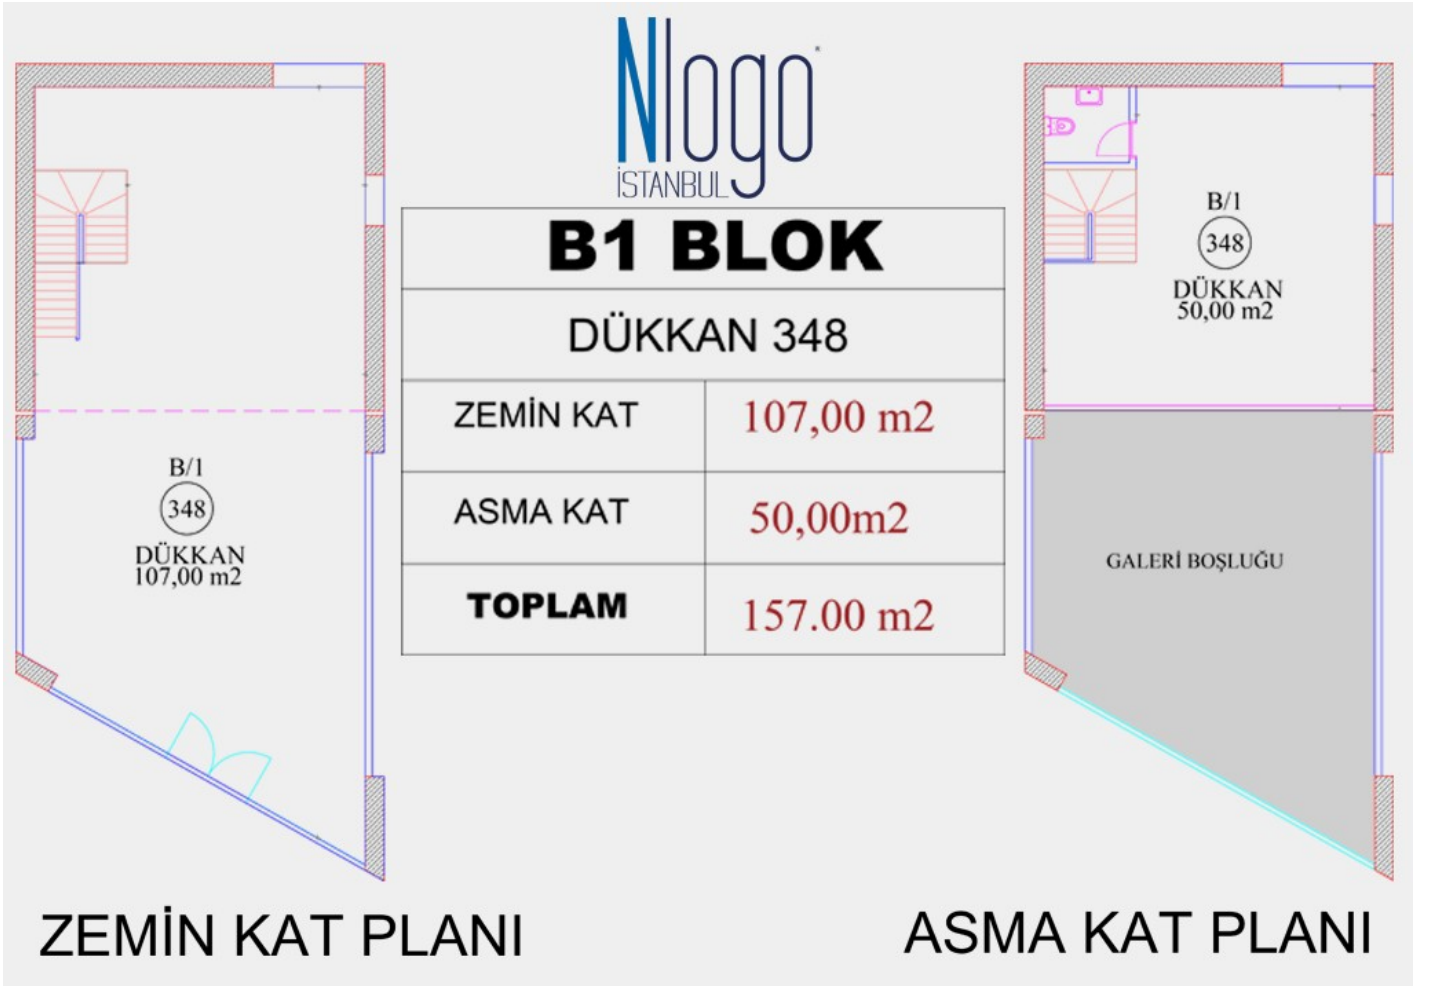 Nlogo
İSTANBUL
B1 BLOK
DÜKKAN 348
ZEMİN KAT 107,00 m2
ASMA KAT 50,00m2
TOPLAM 157.00 m2
B/1
348
DÜKKAN
107,00 m2
ZEMİN KAT PLANI
B/1
348
DÜKKAN
50,00 m2
GALERİ BOŞLUĞU
ASMA KAT PLANI